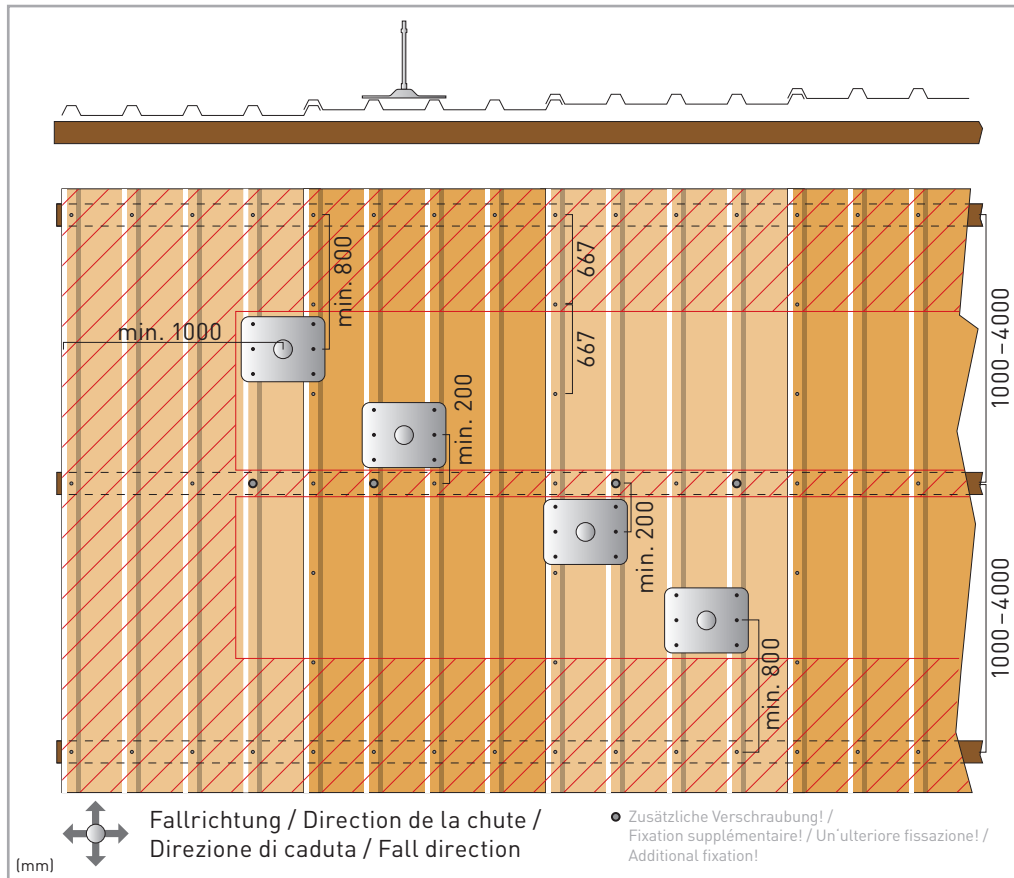 min. 800
667
min. 1000
667
1000–4000
min. 200
min. 200
min. 800
1000–4000
Fallrichtung / Direction de la chute /
Direzione di caduta / Fall direction
Zusätzliche Verschraubung! /
Fixation supplémentaire! / Un'ulteriore fissazione! /
Additional fixation!
(mm)